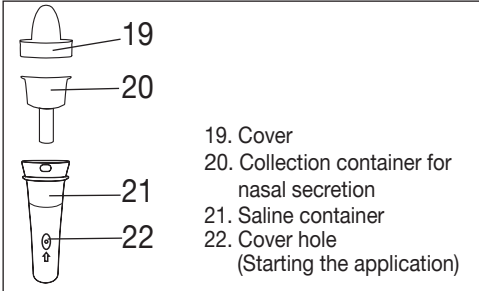 19
20
21
22
19. Cover
20. Collection container for
nasal secretion
21. Saline container
22. Cover hole
(Starting the application)